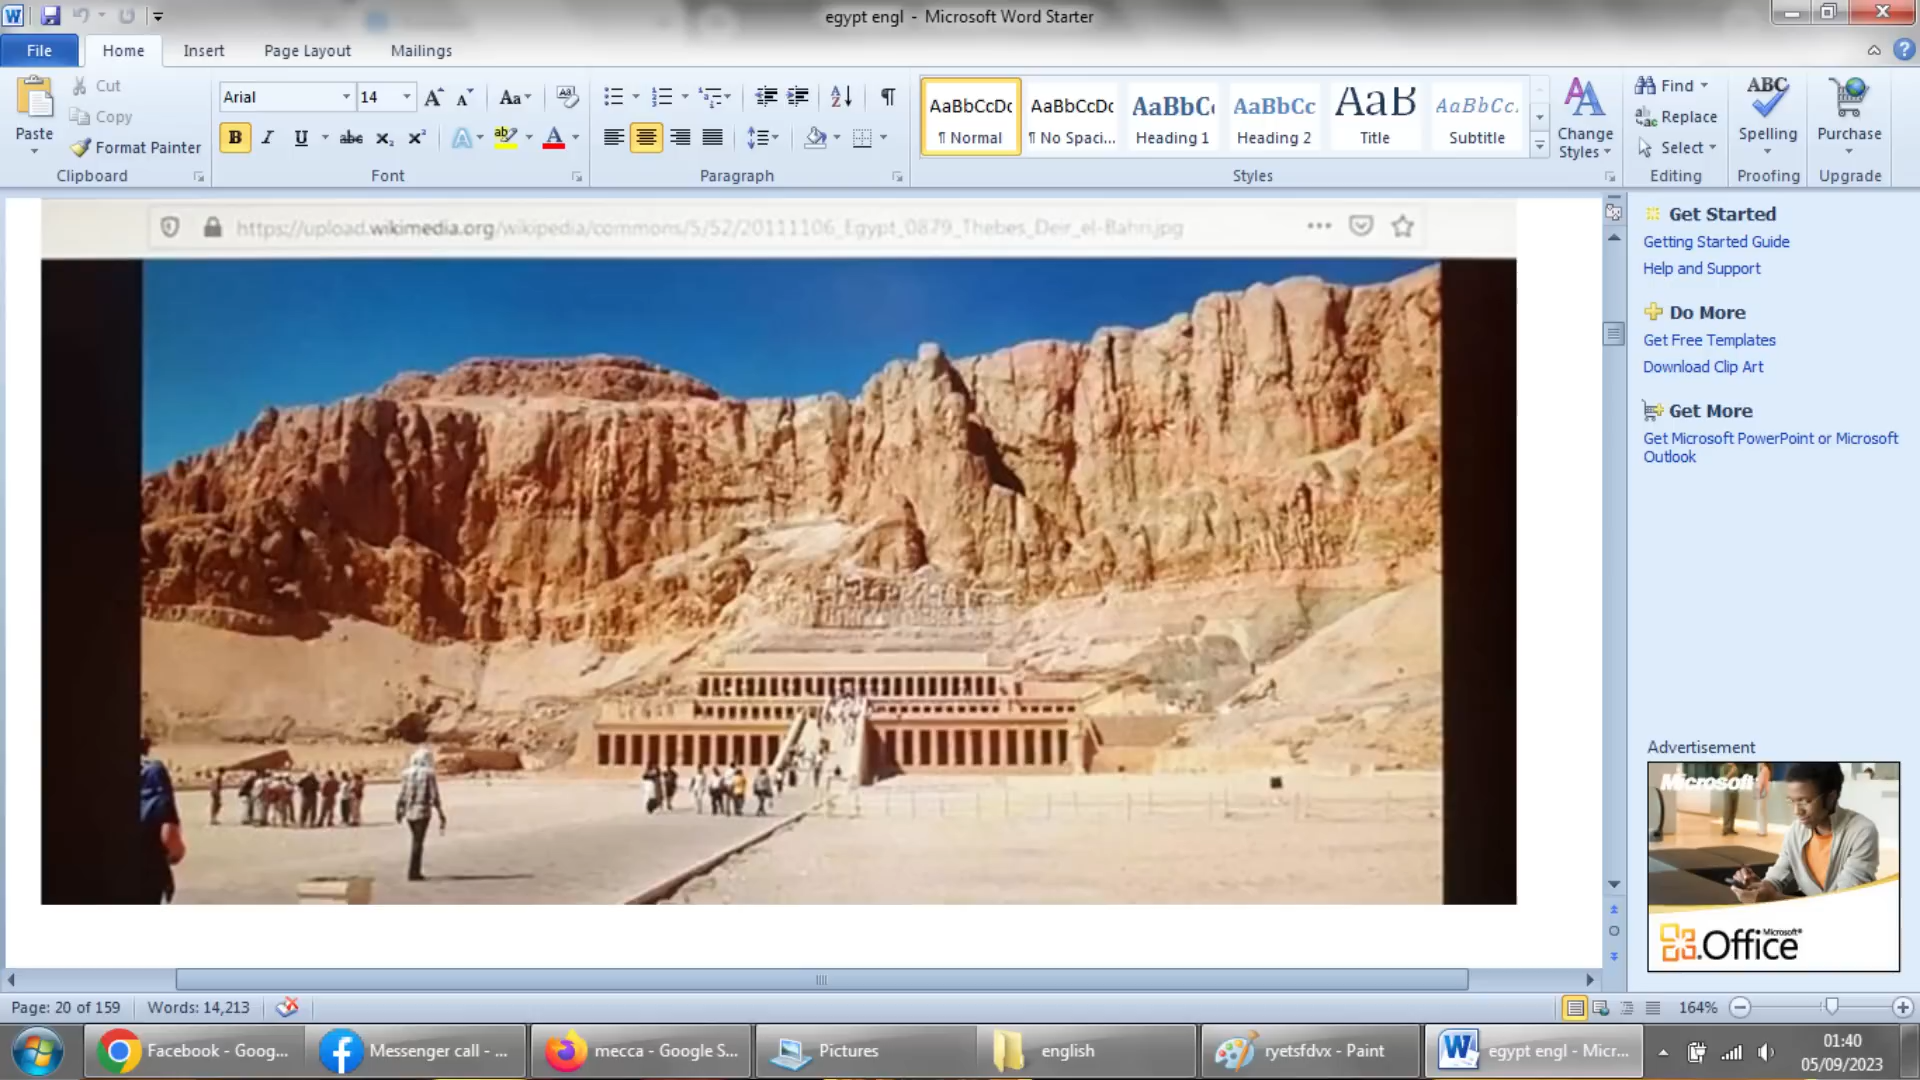 egypt engl - Microsoft Word Starter
File
Home
Insert
Page Layout
Mailings
Paste
Cut
Copy
Format Painter
Clipboard
Arial
14
Font
Paragraph
AaBbCcDc
¶ Normal
AaBbCcDc
¶ No Spaci...
AaBbC
Heading 1
AaBbCc
Heading 2
AaB
Title
AaBbCc.
Subtitle
Styles
Change Styles
Find
Replace
Select
Editing
ABC
Spelling
Proofing
Purchase
Upgrade
https://upload.wikimedia.org/wikipedia/commons/5/52/20111106_Egypt_0879_Thebes_Deir_el-Bahri.jpg
Get Started
Getting Started Guide
Help and Support
Do More
Get Free Templates
Download Clip Art
Get More
Get Microsoft PowerPoint or Microsoft
Outlook
Advertisement
Microsoft
Microsoft
Office
Page: 20 of 159
Words: 14,213
164%
Facebook - Goog...
Messenger call - ...
mecca - Google S...
Pictures
english
ryetsfdvx - Paint
egypt engl - Micr...
01:40
05/09/2023